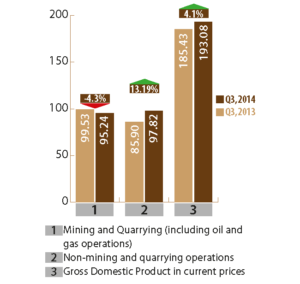 200
150
100
50
0
-4.3%
13.19%
4.1%
99.53
95.24
85.90
97.82
185.43
193.08
Q3,2014
Q3,2013
1
2
3
1 Mining and Quarrying (including oil and
gas operations)
2 Non-mining and quarrying operations
3 Gross Domestic Product in current prices